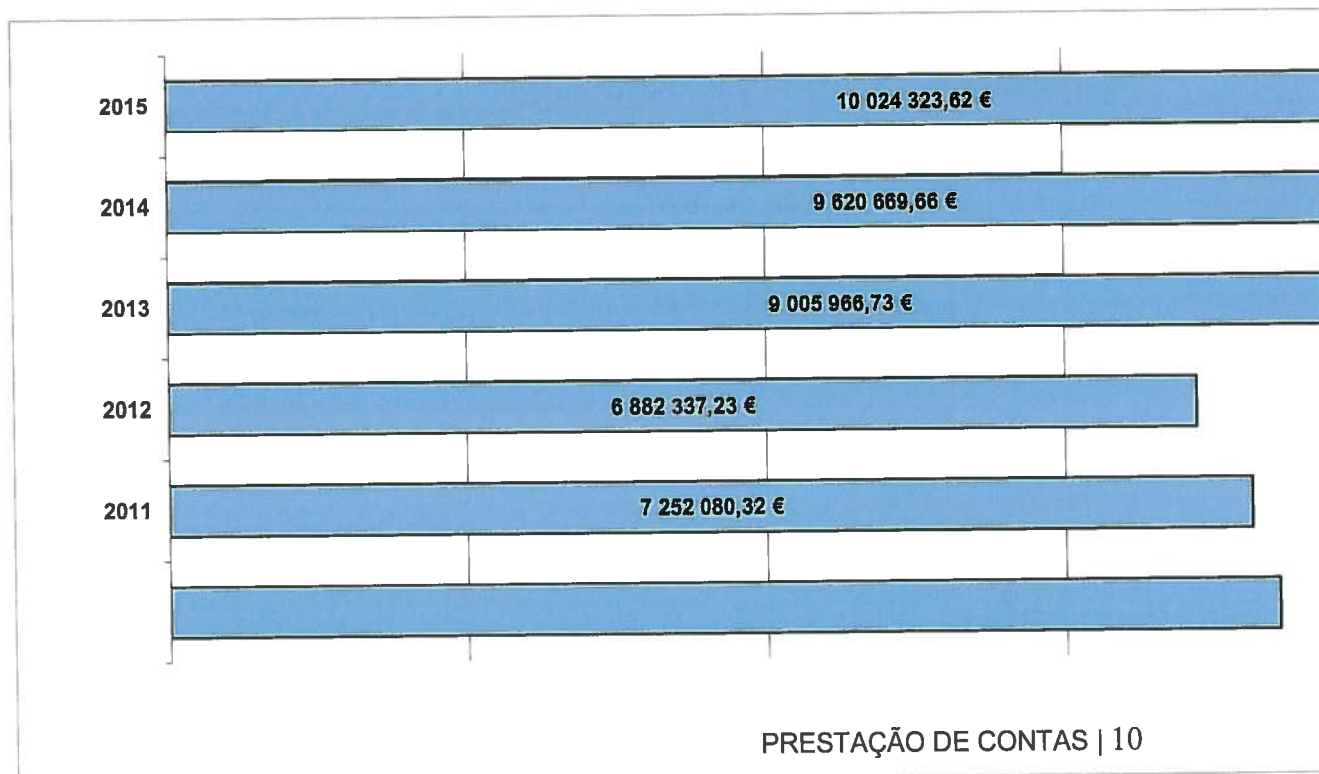 2015 10 024 323,62 €
2014 9 620 669,66 €
2013 9 005 966,73 €
2012 6 882 337,23 €
2011 7 252 080,32 €
PRESTAÇÃO DE CONTAS | 10